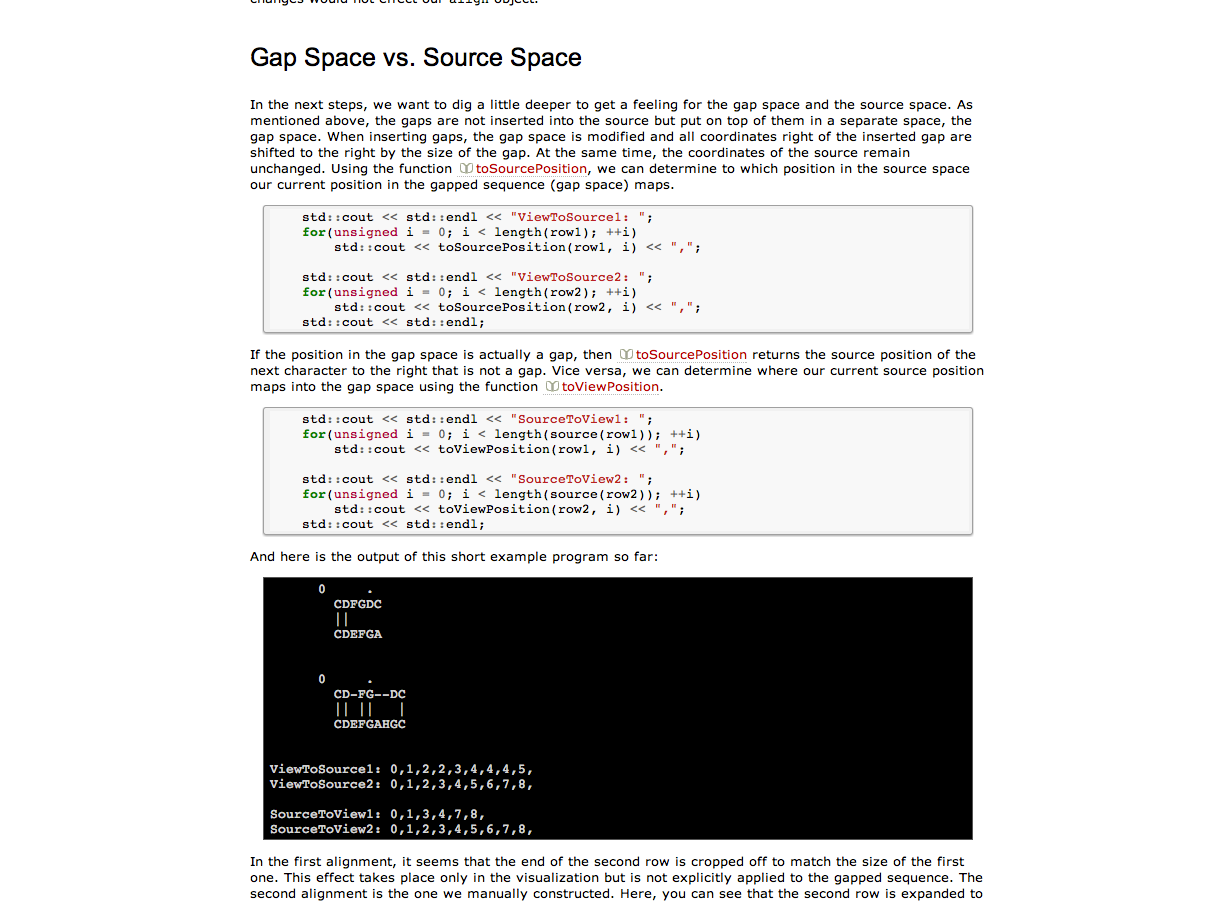 changes would not effect our align object.
Gap Space vs. Source Space
In the next steps, we want to dig a little deeper to get a feeling for the gap space and the source space. As
mentioned above, the gaps are not inserted into the source but put on top of them in a separate space, the
gap space. When inserting gaps, the gap space is modified and all coordinates right of the inserted gap are
shifted to the right by the size of the gap. At the same time, the coordinates of the source remain
unchanged. Using the function toSourcePosition, we can determine to which position in the source space
our current position in the gapped sequence (gap space) maps.
std::cout << std::endl << "ViewToSource1: ";
for(unsigned i = 0; i < length(row1); ++i)
std::cout << toSourcePosition(row1, i) << ",";
std::cout << std::endl << "ViewToSource2: ";
for(unsigned i = 0; i < length(row2); ++i)
std::cout << toSourcePosition(row2, i) << ",";
std::cout << std::endl;
If the position in the gap space is actually a gap, then toSourcePosition returns the source position of the
next character to the right that is not a gap. Vice versa, we can determine where our current source position
maps into the gap space using the function toViewPosition.
std::cout << std::endl << "SourceToView1: ";
for(unsigned i = 0; i < length(source(row1)); ++i)
std::cout << toViewPosition(row1, i) << ",";
std::cout << std::endl << "SourceToView2: ";
for(unsigned i = 0; i < length(source(row2)); ++i)
std::cout << toViewPosition(row2, i) << ",";
std::cout << std::endl;
And here is the output of this short example program so far:
0     .
CDFGDC
||
CDEFGA
0     .
CD-FG--DC
|| ||   |
CDEFGAHGC
ViewToSource1: 0,1,2,2,3,4,4,4,5,
ViewToSource2: 0,1,2,3,4,5,6,7,8,
SourceToView1: 0,1,3,4,7,8,
SourceToView2: 0,1,2,3,4,5,6,7,8,
In the first alignment, it seems that the end of the second row is cropped off to match the size of the first
one. This effect takes place only in the visualization but is not explicitly applied to the gapped sequence. The
second alignment is the one we manually constructed. Here, you can see that the second row is expanded to